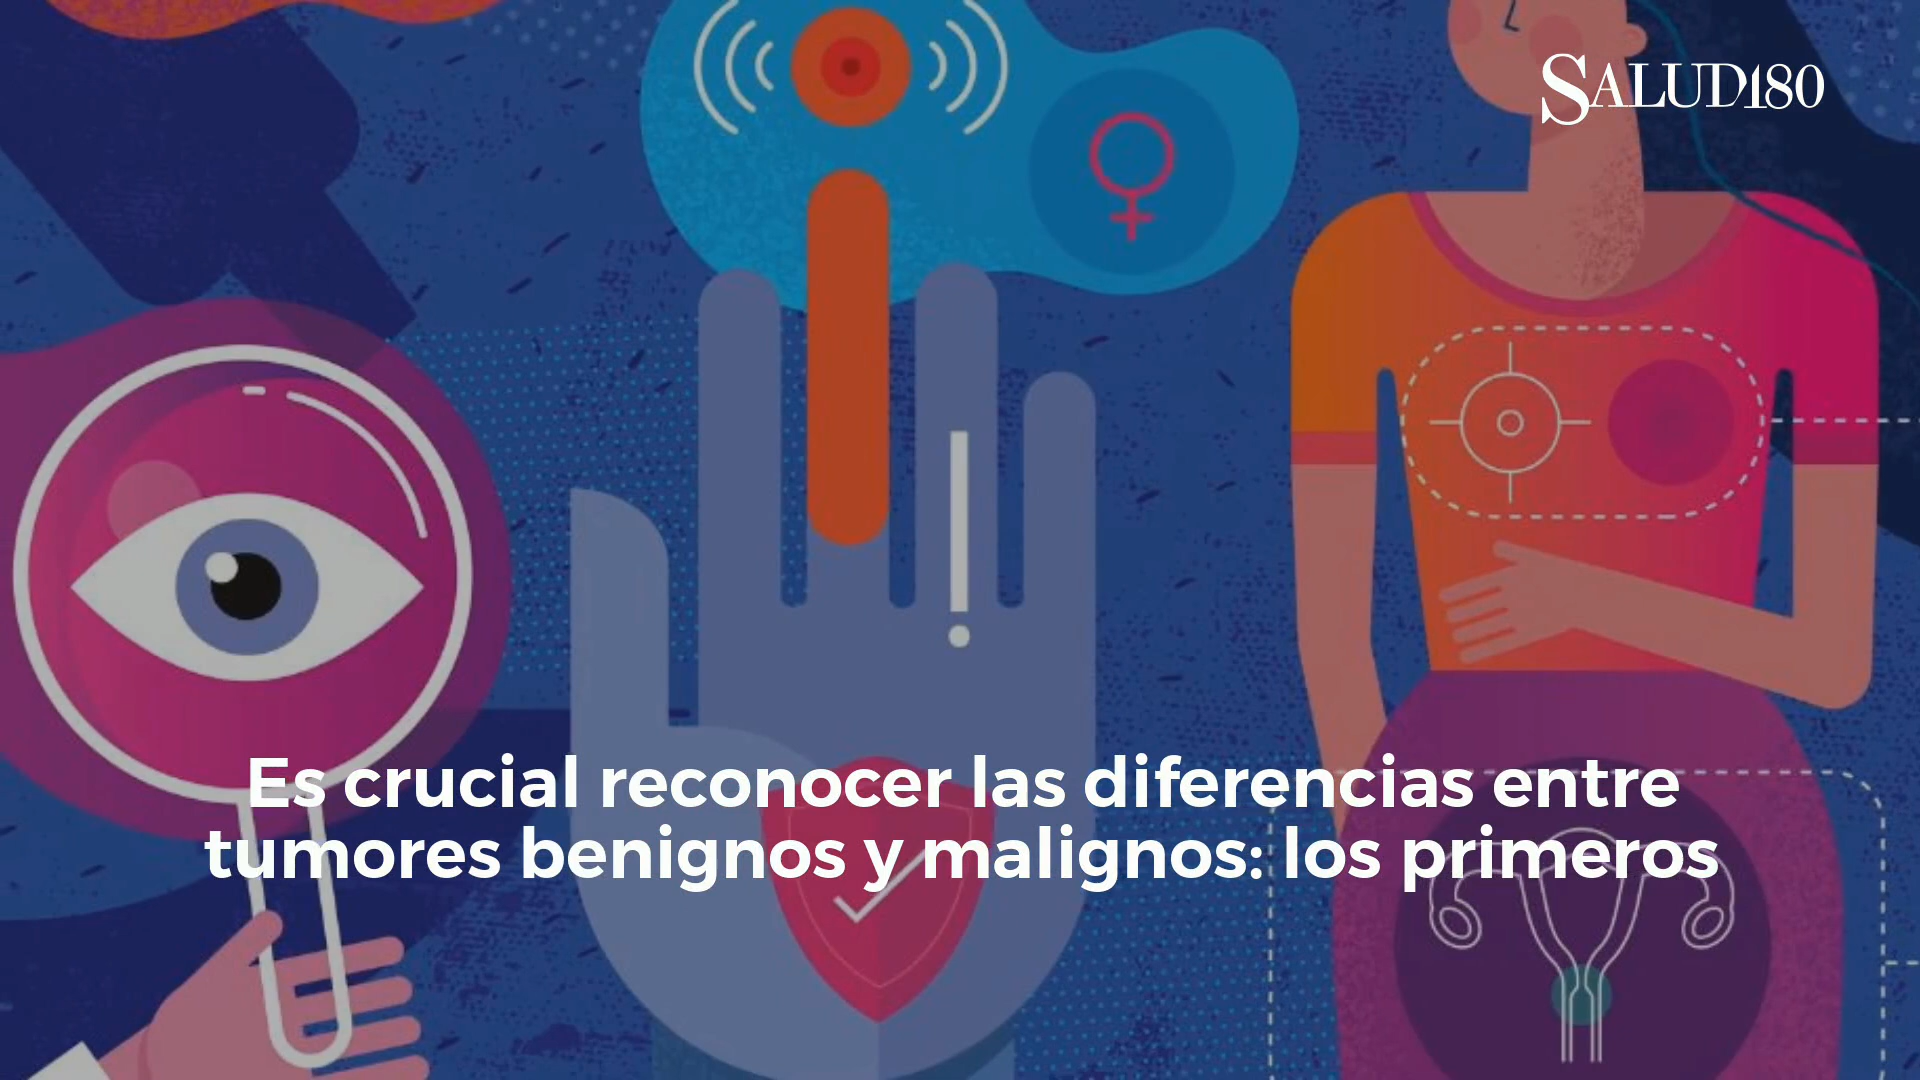 SALUD180
Es crucial reconocer las diferencias entre
tumores benignos y malignos: los primeros